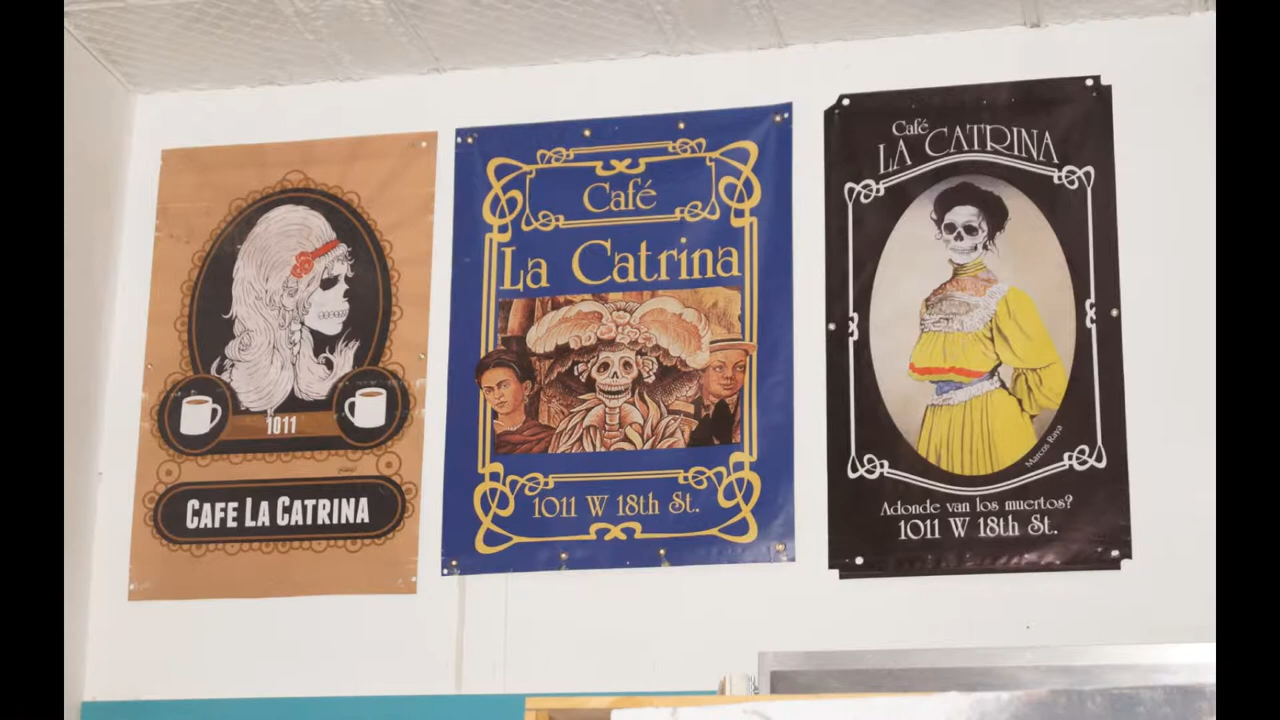 1011
CAFE LA CATRINA
Café
La Catrina
1011 W 18th St.
Café
LA CATRINA
Marcos Raya
Adonde van los muertos?
1011 W 18th St.